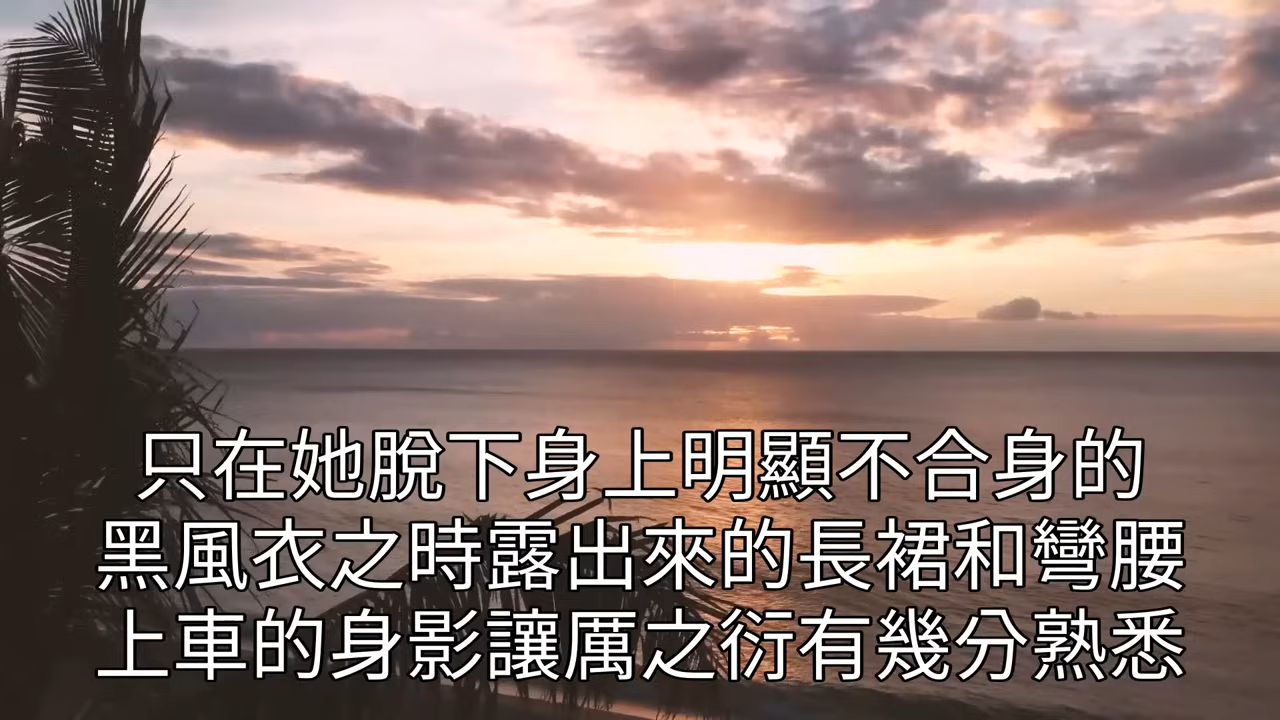 只在她脫下身上明顯不合身的
黑風衣之時露出來的長裙和彎腰
上車的身影讓厲之衍有幾分熟悉